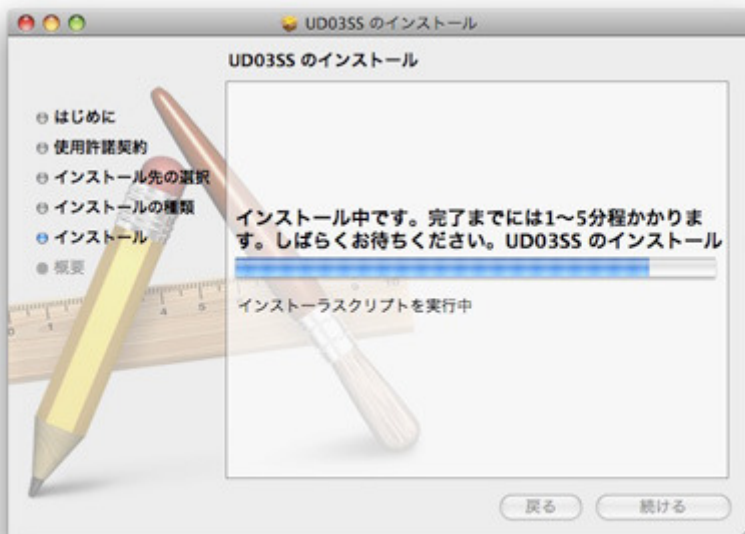 UD03SS のインストール
UD03SS のインストール
はじめに
使用許諾契約
インストール先の選択
インストールの種類
インストール
概要
インストール中です。完了までには1〜5分程かかりま
す。しばらくお待ちください。UD03SS のインストール
インストーラスクリプトを実行中
戻る
続ける